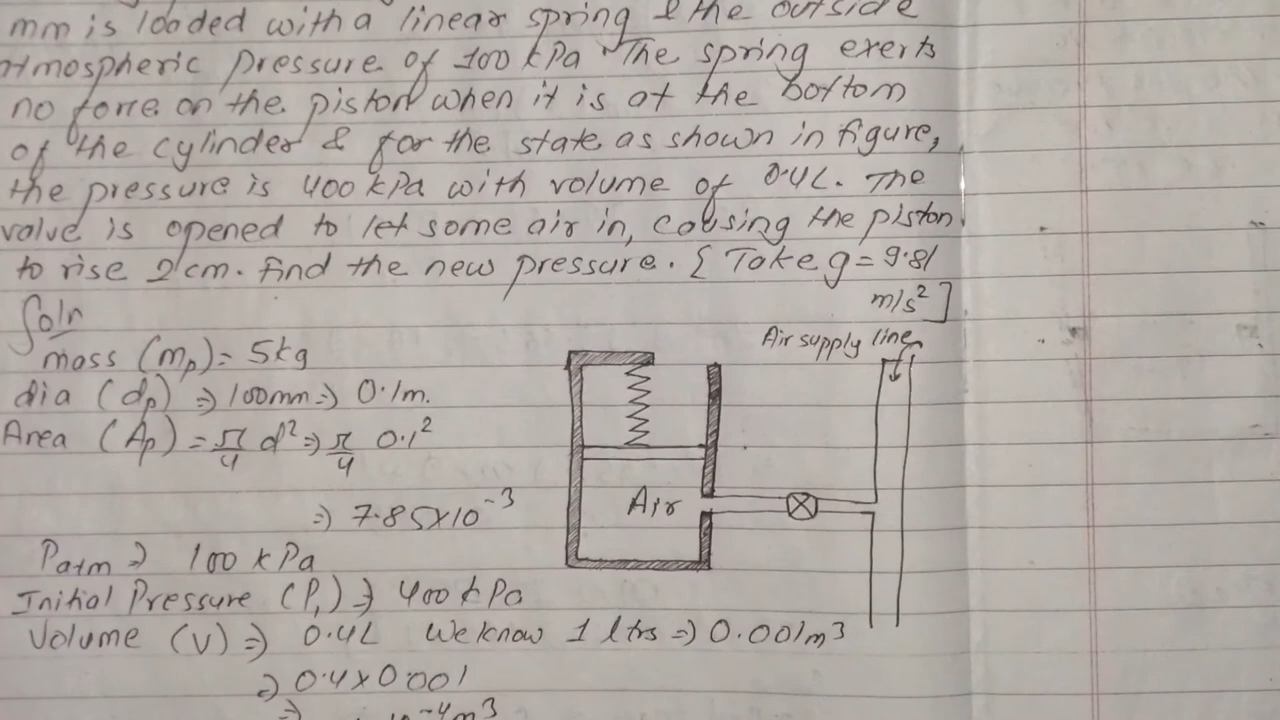 mm is loaded with a linear spring & the outside
atmospheric pressure of 100 kPa. The spring exerts
no force on the piston when it is at the bottom
of the cylinder & for the state as shown in figure,
the pressure is 400 kPa with volume of 0.4L. The
valve is opened to let some air in, causing the piston
to rise 2 cm. Find the new pressure. [Take g = 9.81
m/s²]
Soln
mass (mp) = 5kg
Air supply line
dia (dp) ⇒ 100mm ⇒ 0.1m.
Area (Ap) = π/4 d² ⇒ π/4 0.1²
⇒ 7.85×10⁻³
Air
Patm ⇒ 100 kPa
Initial Pressure (P₁) ⇒ 400 kPa
Volume (V) ⇒ 0.4L We know 1 ltrs ⇒ 0.001m³
⇒ 0.4×0.001
⇒ 10⁻⁴m³